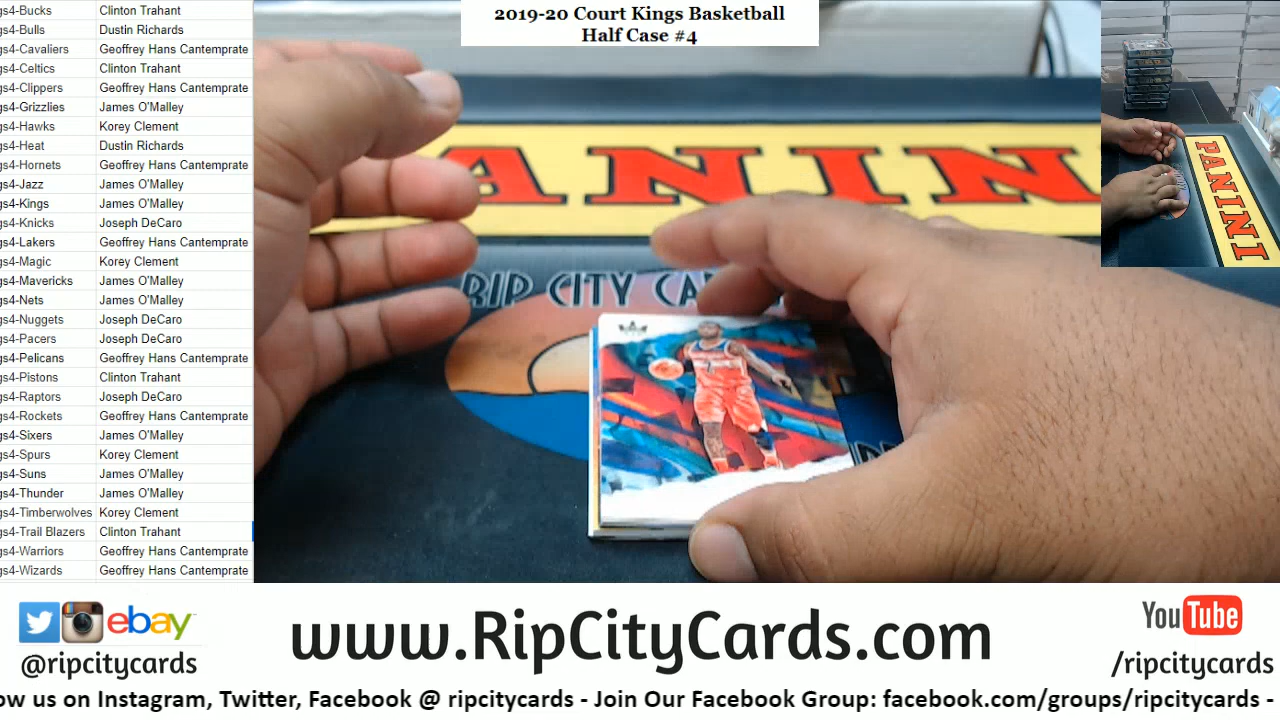 2019-20 Court Kings Basketball
Half Case #4
gs4-Bucks Clinton Trahant
gs4-Bulls Dustin Richards
gs4-Cavaliers Geoffrey Hans Cantemprate
gs4-Celtics Clinton Trahant
gs4-Clippers Geoffrey Hans Cantemprate
gs4-Grizzlies James O'Malley
gs4-Hawks Korey Clement
gs4-Heat Dustin Richards
gs4-Hornets Geoffrey Hans Cantemprate
gs4-Jazz James O'Malley
gs4-Kings James O'Malley
gs4-Knicks Joseph DeCaro
gs4-Lakers Geoffrey Hans Cantemprate
gs4-Magic Korey Clement
gs4-Mavericks James O'Malley
gs4-Nets James O'Malley
gs4-Nuggets Joseph DeCaro
gs4-Pacers Joseph DeCaro
gs4-Pelicans Geoffrey Hans Cantemprate
gs4-Pistons Clinton Trahant
gs4-Raptors Joseph DeCaro
gs4-Rockets Geoffrey Hans Cantemprate
gs4-Sixers James O'Malley
gs4-Spurs Korey Clement
gs4-Suns James O'Malley
gs4-Thunder James O'Malley
gs4-Timberwolves Korey Clement
gs4-Trail Blazers Clinton Trahant
gs4-Warriors Geoffrey Hans Cantemprate
gs4-Wizards Geoffrey Hans Cantemprate
ANINI
RIP CITY CA
PANINI
ebay
@ripcitycards
www.RipCityCards.com
YouTube
/ripcitycards
ow us on Instagram, Twitter, Facebook @ ripcitycards - Join Our Facebook Group: facebook.com/groups/ripcitycards -